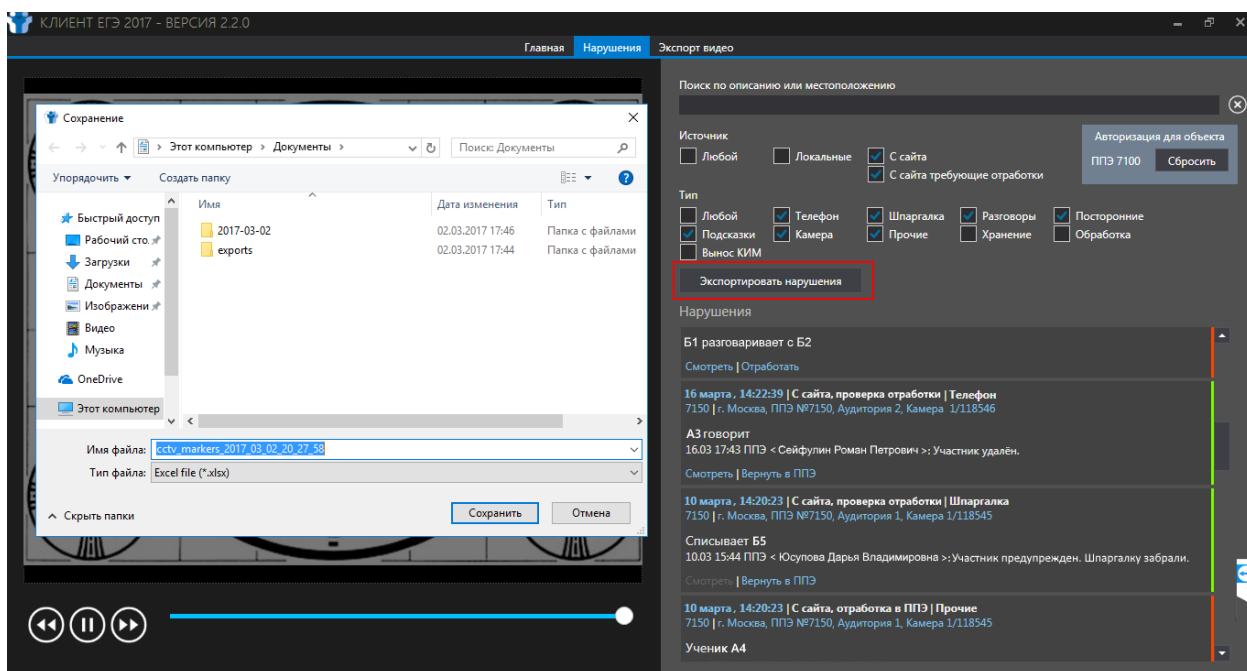 КЛИЕНТ ЕГЭ 2017 - ВЕРСИЯ 2.2.0
Главная Нарушения Экспорт видео
Сохранение
Этот компьютер > Документы >
Поиск: Документы
Упорядочить Создать папку
Имя Дата изменения Тип
2017-03-02 02.03.2017 17:46 Папка с файлами
exports 02.03.2017 17:44 Папка с файлами
Быстрый доступ
Рабочий сто.
Загрузки
Документы
Изображени
Видео
Музыка
OneDrive
Этот компьютер
Имя файла: cctv_markers_2017_03_02_20_27_58
Тип файла: Excel file (*.xlsx)
Скрыть папки
Сохранить Отмена
Поиск по описанию или местоположению
Источник
Любой Локальные С сайта
С сайта требующие отработки
Авторизация для объекта
ППЭ 7100 Сбросить
Тип
Любой Телефон Шпаргалка Разговоры Посторонние
Подсказки Камера Прочие Хранение Обработка
Вынос КИМ
Экспортировать нарушения
Нарушения
Б1 разговаривает с Б2
Смотреть | Отработать
16 марта , 14:22:39 | С сайта, проверка отработки | Телефон
7150 | г. Москва, ППЭ №7150, Аудитория 2, Камера 1/118546
А3 говорит
16.03 17:43 ППЭ < Сейфулин Роман Петрович >: Участник удалён.
Смотреть | Вернуть в ППЭ
10 марта , 14:20:23 | С сайта, проверка отработки | Шпаргалка
7150 | г. Москва, ППЭ №7150, Аудитория 1, Камера 1/118545
Списывает Б5
10.03 15:44 ППЭ < Юсупова Дарья Владимировна >: Участник предупрежден. Шпаргалку забрали.
Смотреть | Вернуть в ППЭ
10 марта, 14:20:23 | С сайта, отработка в ППЭ | Прочие
7150 | г. Москва, ППЭ №7150, Аудитория 1, Камера 1/118545
Ученик А4